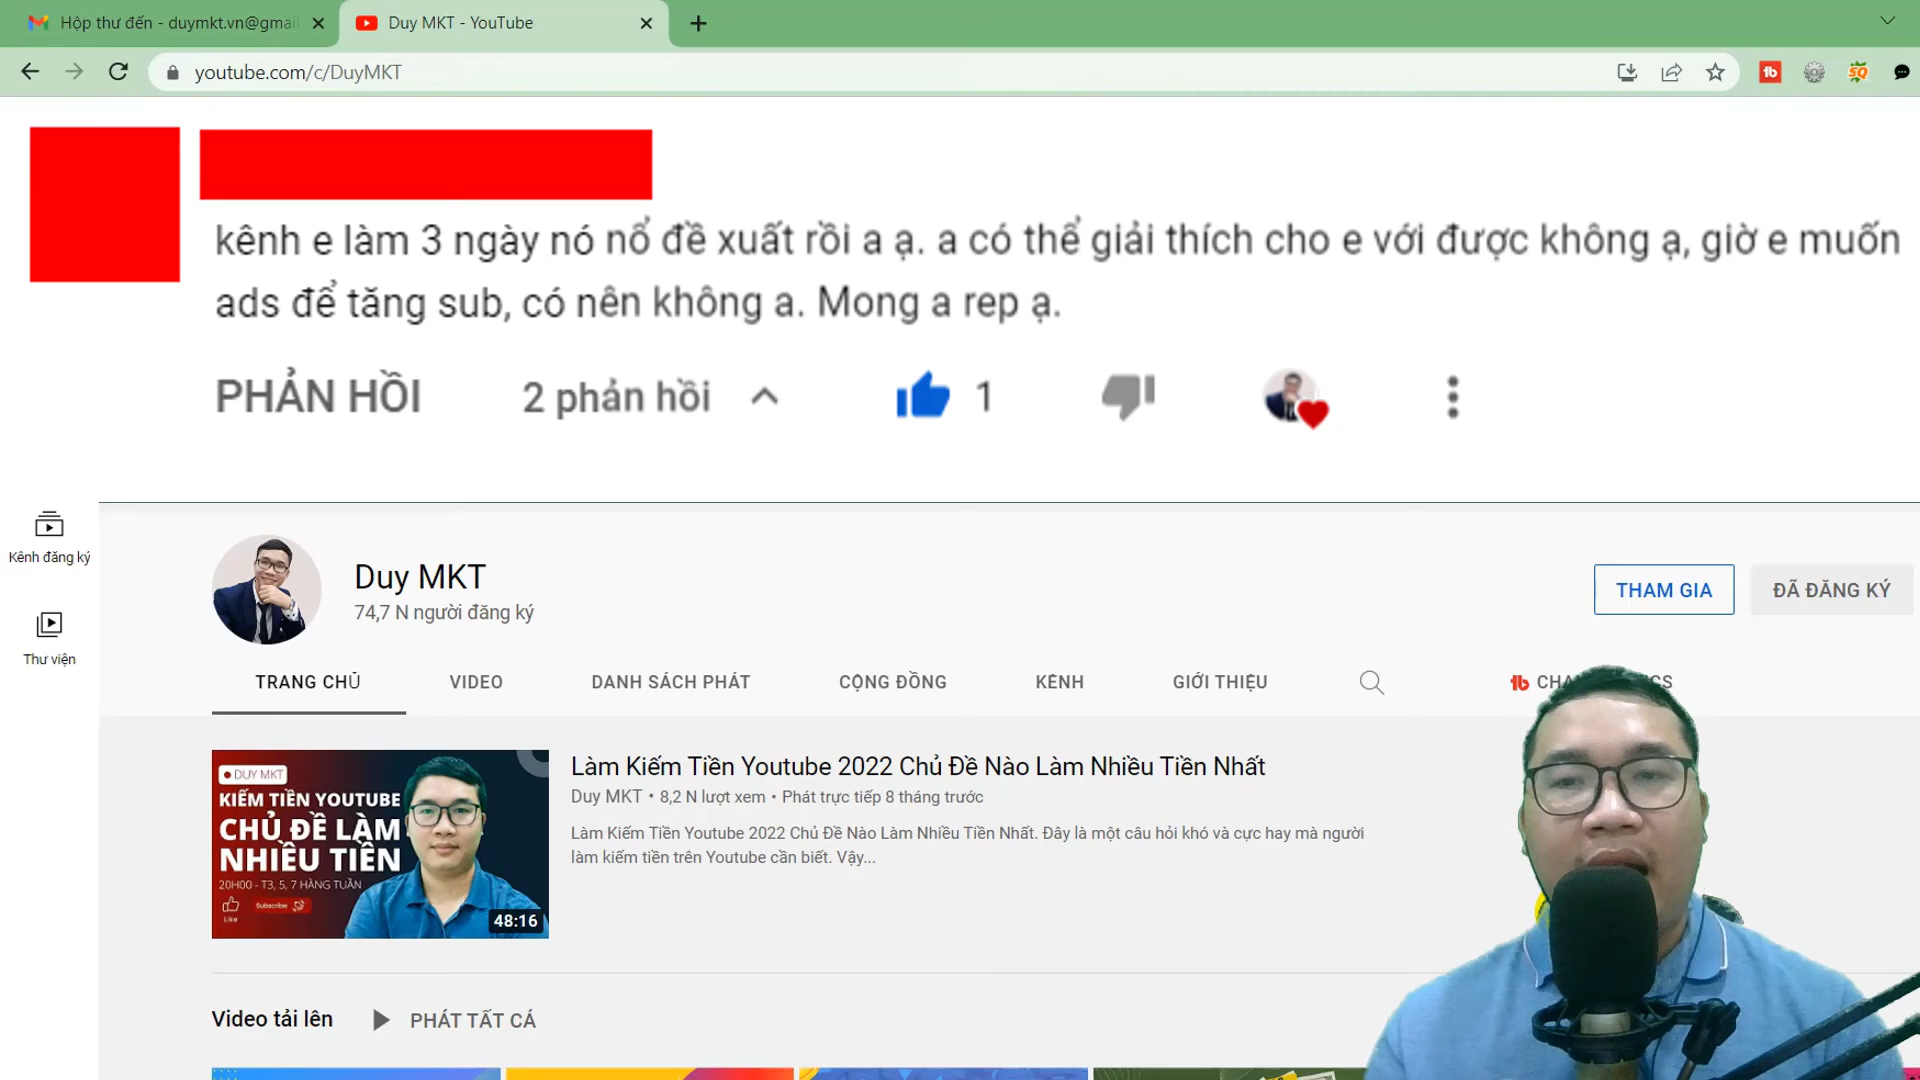 Hộp thư đến - duymkt.vn@gmai
Duy MKT - YouTube
youtube.com/c/DuyMKT
kênh e làm 3 ngày nó nổ đề xuất rồi a ạ. a có thể giải thích cho e với được không ạ, giờ e muốn
ads để tăng sub, có nên không a. Mong a rep ạ.
PHẢN HỒI 2 phản hồi 1
Kênh đăng ký
Thư viện
Duy MKT
74,7 N người đăng ký
THAM GIA
ĐÃ ĐĂNG KÝ
TRANG CHỦ VIDEO DANH SÁCH PHÁT CỘNG ĐỒNG KÊNH GIỚI THIỆU
DUY MKT
KIẾM TIỀN YOUTUBE
CHỦ ĐỀ LÀM
NHIỀU TIỀN
20H00 - T3, 5, 7 HÀNG TUẦN
Like
Subscribe
48:16
Làm Kiếm Tiền Youtube 2022 Chủ Đề Nào Làm Nhiều Tiền Nhất
Duy MKT • 8,2 N lượt xem • Phát trực tiếp 8 tháng trước
Làm Kiếm Tiền Youtube 2022 Chủ Đề Nào Làm Nhiều Tiền Nhất. Đây là một câu hỏi khó và cực hay mà người
làm kiếm tiền trên Youtube cần biết. Vậy...
Video tải lên
PHÁT TẤT CẢ